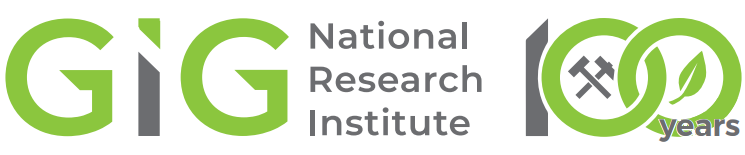 GiG
National
Research
Institute
100
years